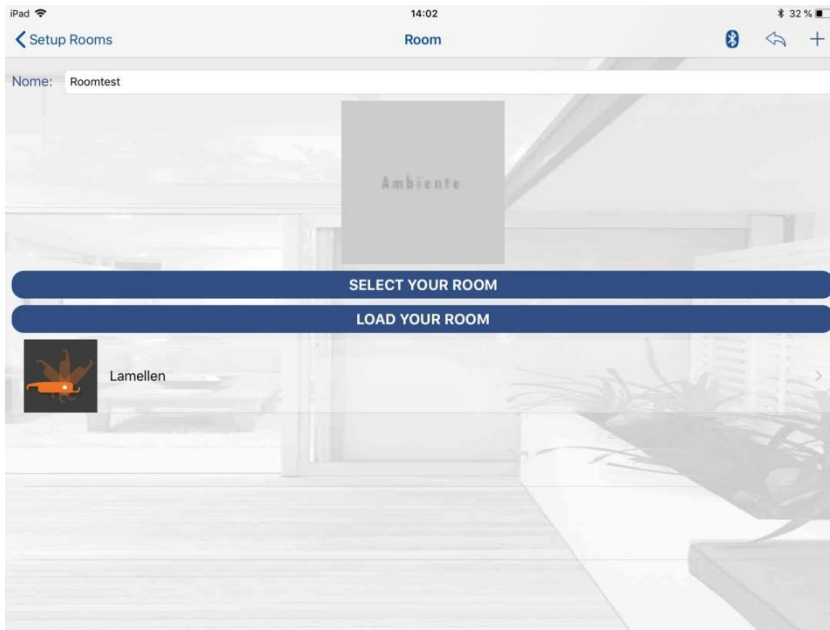 iPad 14:02 32 %
Setup Rooms Room
Nome: Roomtest
Ambiente
SELECT YOUR ROOM
LOAD YOUR ROOM
Lamellen